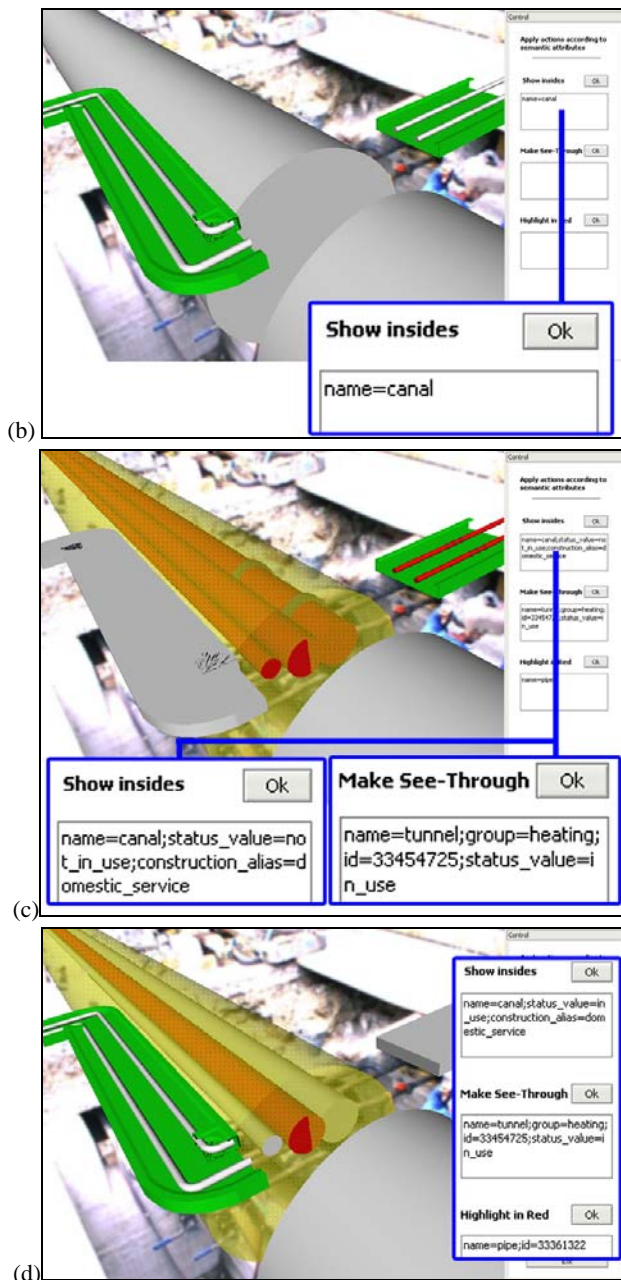 Control
Apply actions according to
semantic attributes
Show insides Ok
name=canal
Make See-Through Ok
Highlight in Red Ok
Show insides Ok
name=canal
(b)
Control
Apply actions according to
semantic attributes
Show insides Ok
name=canal;status_value=no
t_in_use;construction_alias=d
omestic_service
Make See-Through Ok
name=tunnel;group=heating;
id=33454725;status_value=i
n_use
Highlight in Red Ok
name=pipe
Show insides Ok
name=canal;status_value=no
t_in_use;construction_alias=d
omestic_service
Make See-Through Ok
name=tunnel;group=heating;
id=33454725;status_value=i
n_use
(c)
Control
Show insides Ok
name=canal;status_value=in
_use;construction_alias=dom
estic_service
Make See-Through Ok
name=tunnel;group=heating;
id=33454725;status_value=i
n_use
Highlight in Red Ok
name=pipe;id=33361322
(d)